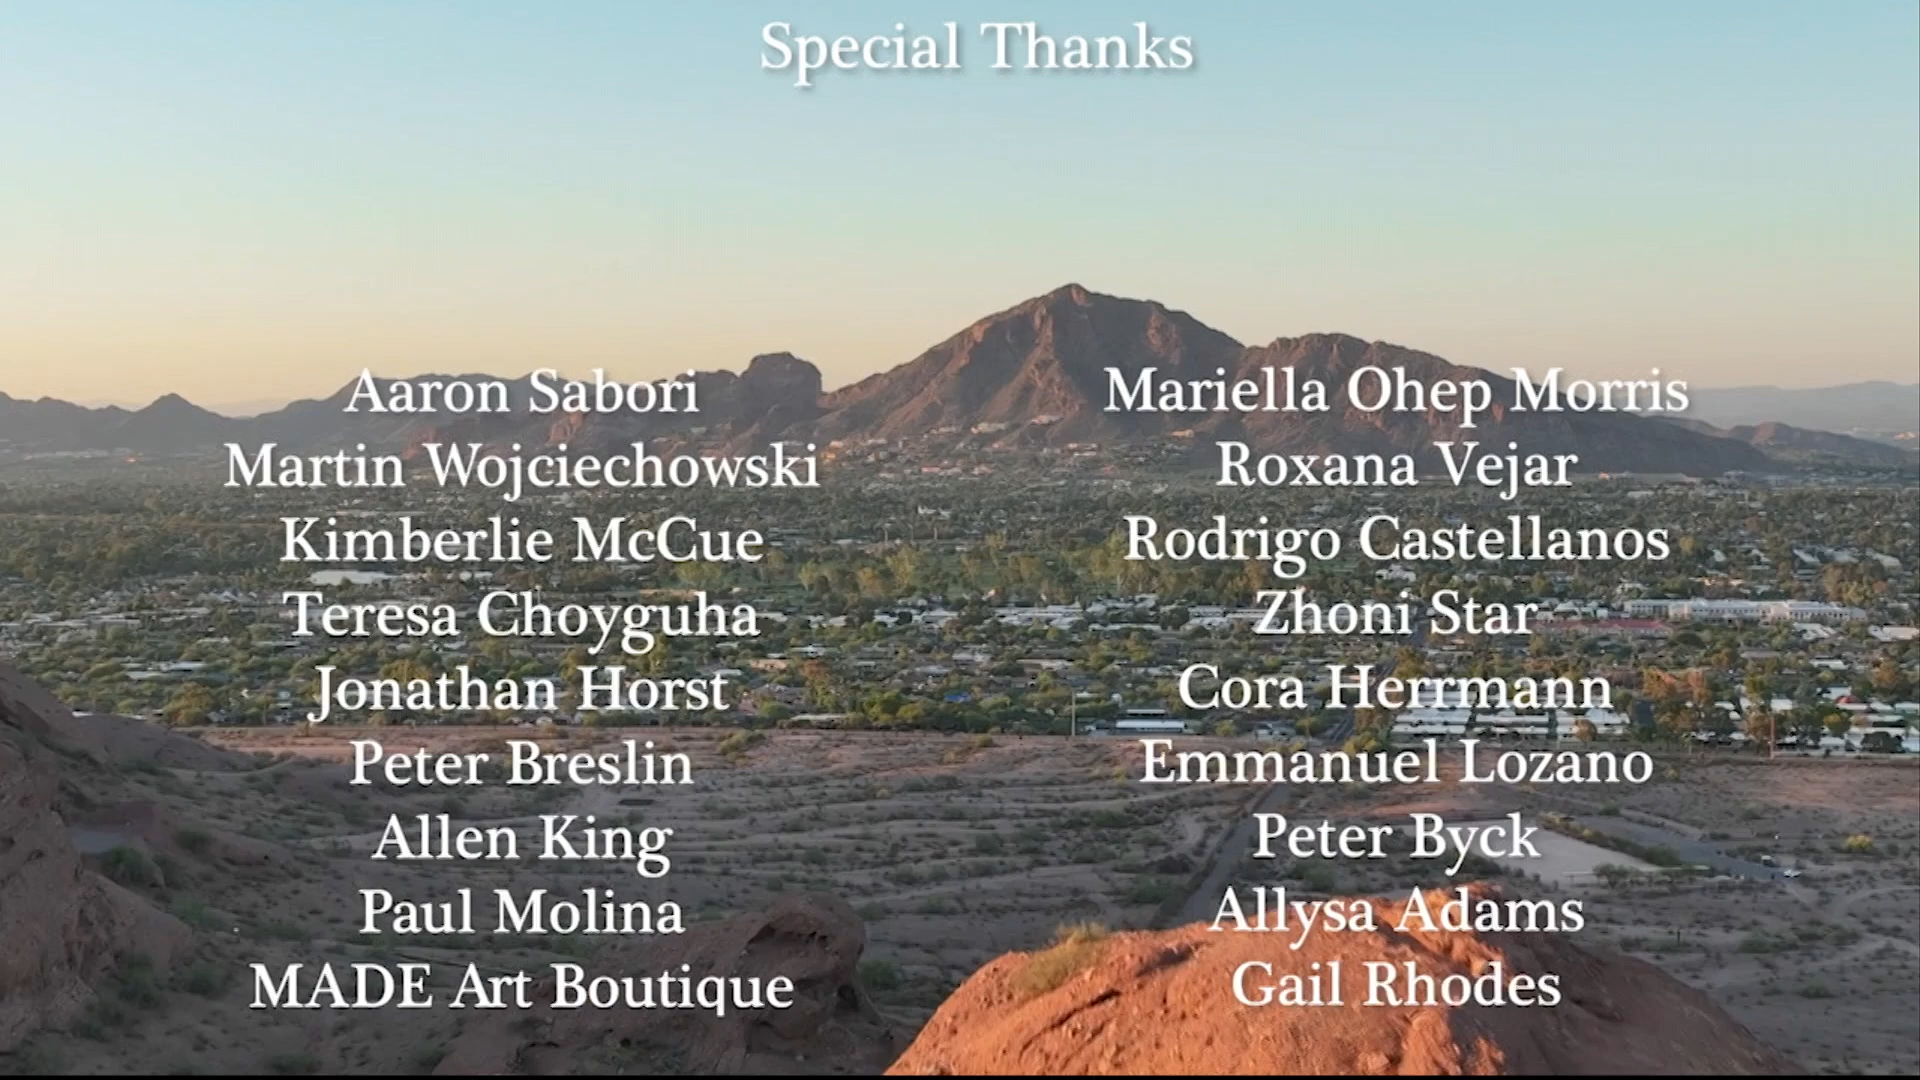 Special Thanks
Aaron Sabori
Martin Wojciechowski
Kimberlie McCue
Teresa Choyguha
Jonathan Horst
Peter Breslin
Allen King
Paul Molina
MADE Art Boutique
Mariella Ohep Morris
Roxana Vejar
Rodrigo Castellanos
Zhoni Star
Cora Herrmann
Emmanuel Lozano
Peter Byck
Allysa Adams
Gail Rhodes